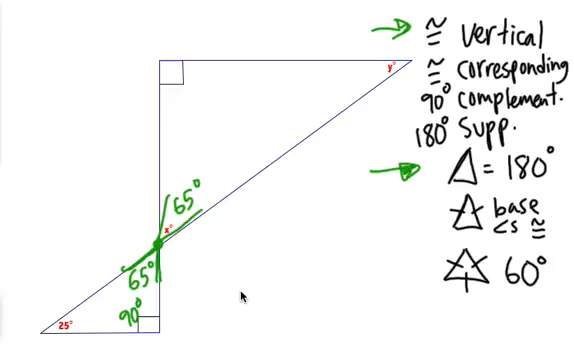 ≅ vertical
≅ corresponding
90° complement.
180° supp.
△ = 180°
△ base
<s ≅
△ 60°
y°
65°
x°
65°
90°
25°